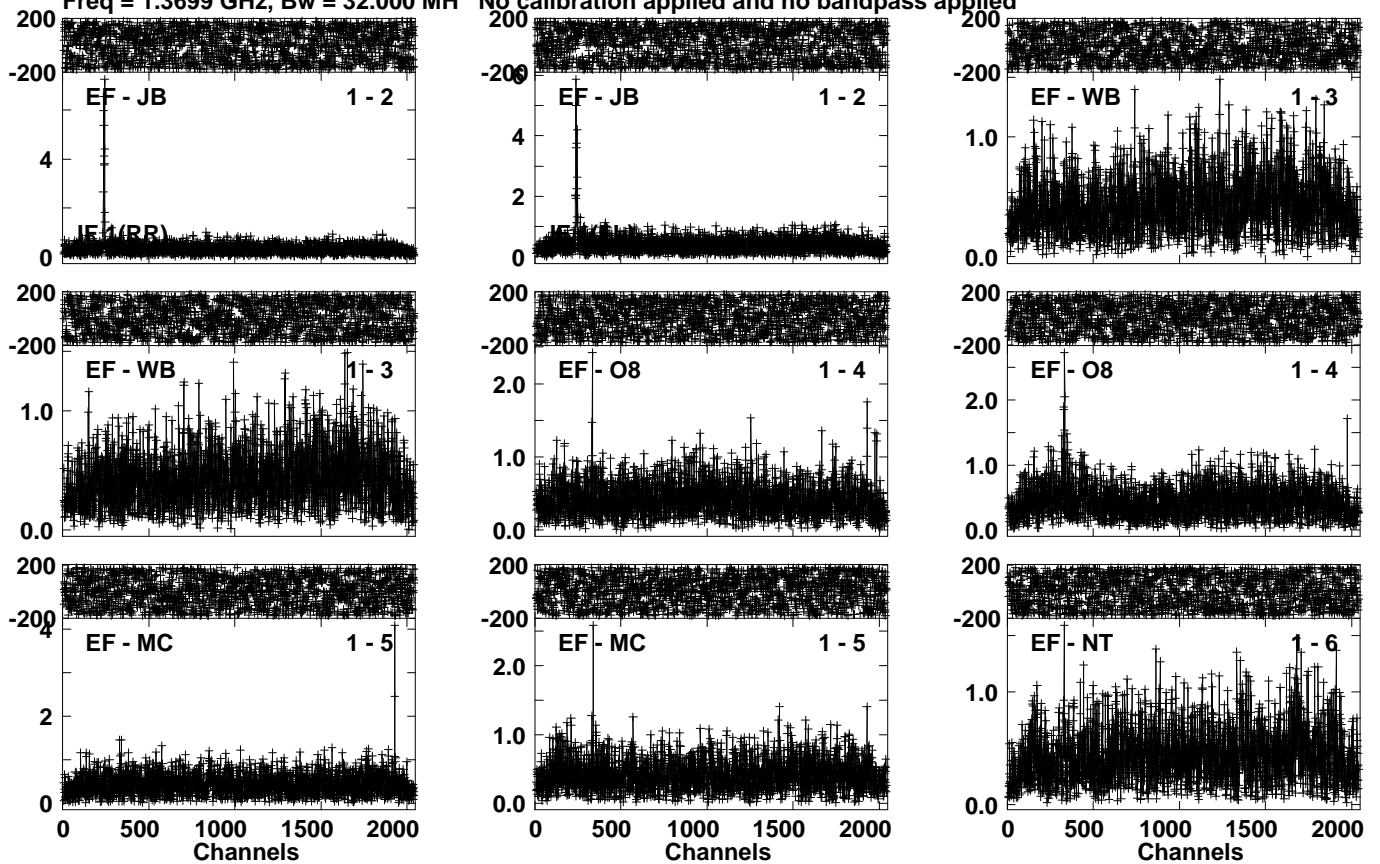 Freq = 1.3699 GHz, Bw = 32.000 MH No calibration applied and no bandpass applied
200 200 200
-200 -200 -200
6
EF - JB 1 - 2 EF - JB 1 - 2 EF - WB 1 - 3
4 4 1.0
2
IF 1(RR)
0 0 0.0
200 200 200
-200 -200 -200
EF - WB 1 - 3 EF - O8 1 - 4 EF - O8 1 - 4
1.0 2.0 2.0
1.0 1.0
0.0 0.0 0.0
200 200 200
-200 -200 -200
4
EF - MC 1 - 5 EF - MC 1 - 5 EF - NT 1 - 6
2 2.0 1.0
1.0
0 0.0 0.0
0 500 1000 1500 2000 0 500 1000 1500 2000 0 500 1000 1500 2000
Channels Channels Channels